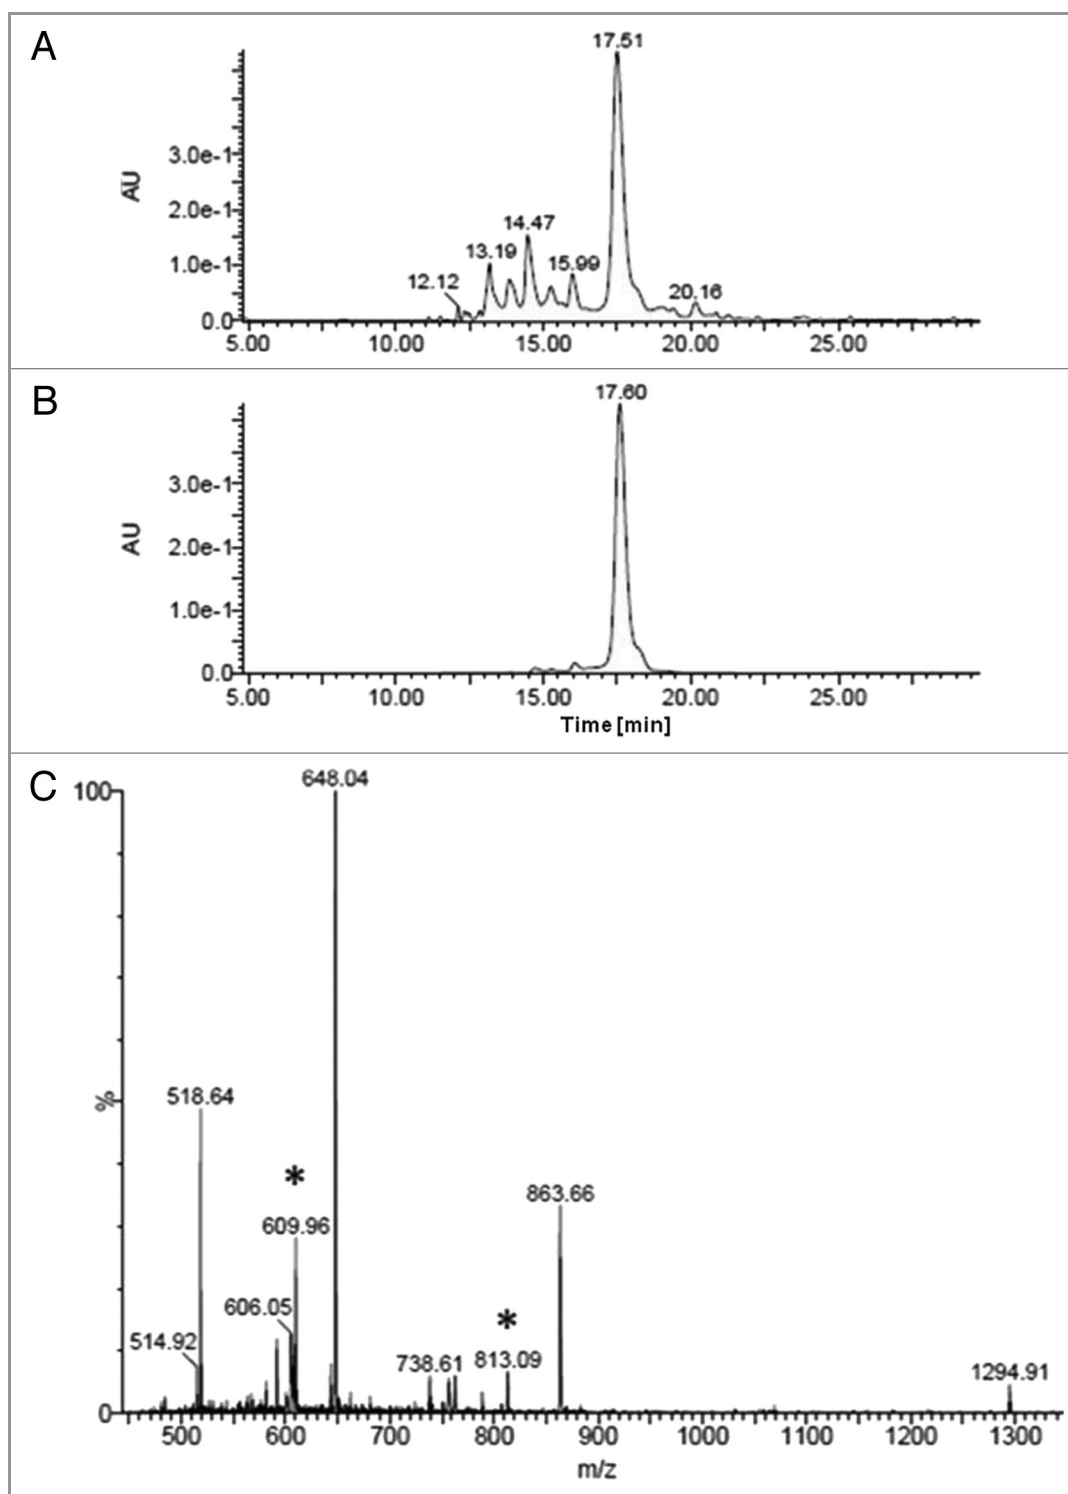 A
17.51
AU
3.0e-1
2.0e-1
1.0e-1
0.0
14.47
13.19
15.99
12.12
20.16
5.00 10.00 15.00 20.00 25.00
B
17.60
AU
3.0e-1
2.0e-1
1.0e-1
0.0
5.00 10.00 15.00 20.00 25.00
Time [min]
C
100
%
0
648.04
518.64
*
863.66
609.96
606.05
*
514.92
738.61
813.09
1294.91
500 600 700 800 900 1000 1100 1200 1300
m/z